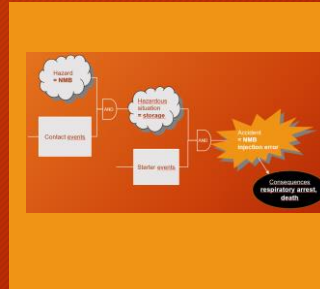 Hazard
= NMB
AND
Hazardous
situation
= storage
Contact events
AND
Accident
= NMB
injection error
Starter events
Consequences
respiratory arrest,
death